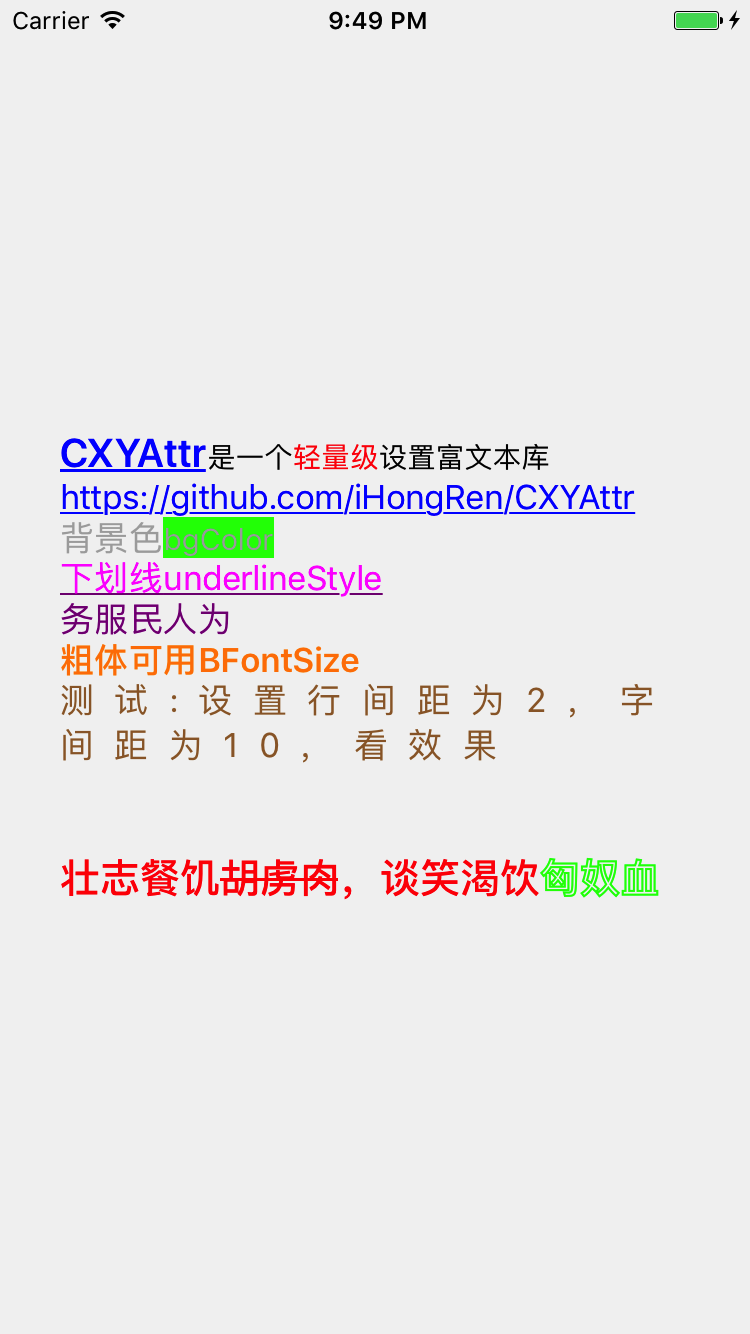 Carrier 9:49 PM
CXYAttr是一个轻量级设置富文本库
https://github.com/iHongRen/CXYAttr
背景色bgColor
下划线underlineStyle
务服民人为
粗体可用BFontSize
测试:设置行间距为2，字
间距为10，看效果
壮志餐饥胡虏肉，谈笑渴饮匈奴血